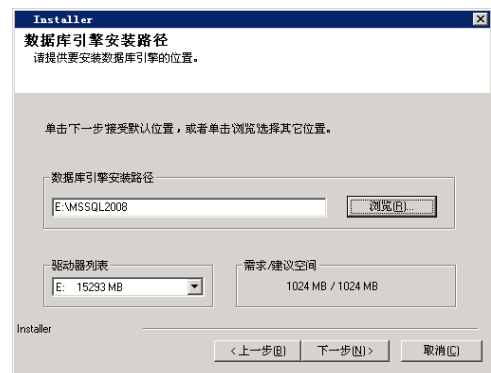 Installer
数据库引擎安装路径
请提供要安装数据库引擎的位置。
单击'下一步'接受默认位置，或者单击'浏览'选择其它位置。
数据库引擎安装路径
E:\MSSQL2008
浏览(R)...
驱动器列表
需求/建议空间
E: 15293 MB
1024 MB / 1024 MB
Installer
<上一步(B) 下一步(N)> 取消(C)